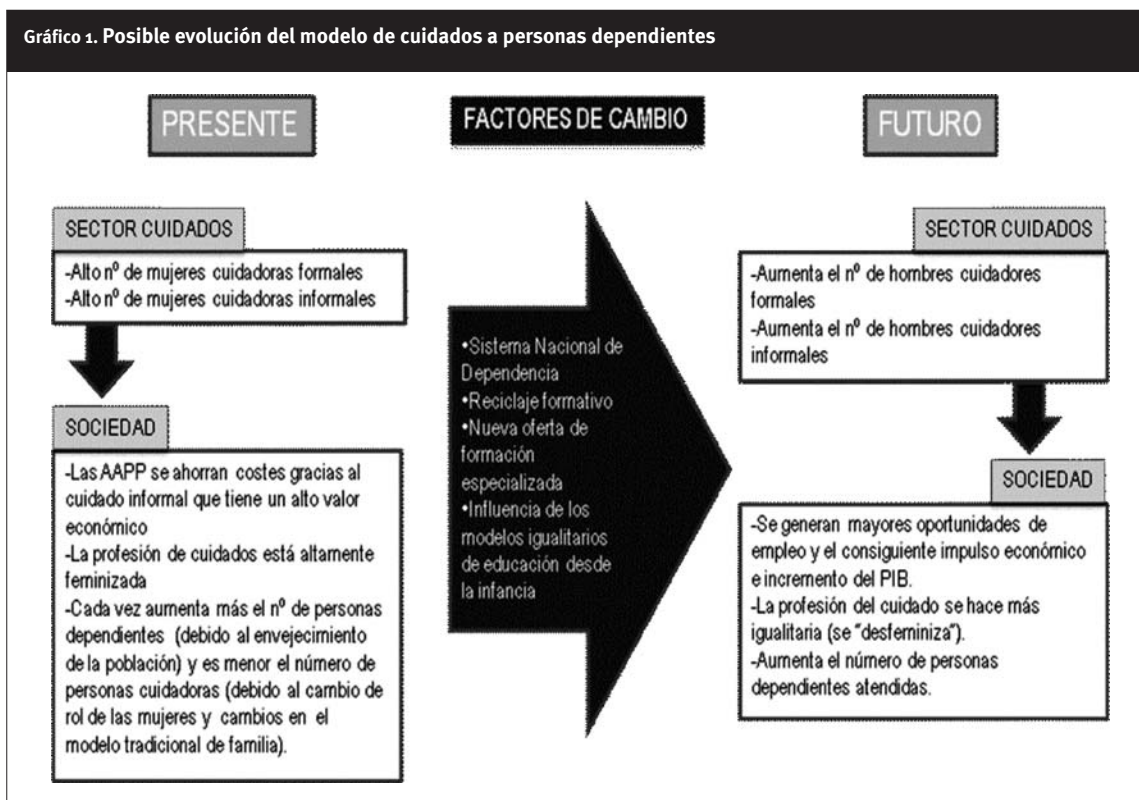 Gráfico 1. Posible evolución del modelo de cuidados a personas dependientes
PRESENTE
SECTOR CUIDADOS
-Alto nº de mujeres cuidadoras formales
-Alto nº de mujeres cuidadoras informales
SOCIEDAD
-Las AAPP se ahorran costes gracias al
cuidado informal que tiene un alto valor
económico
-La profesión de cuidados está altamente
feminizada
-Cada vez aumenta más el nº de personas
dependientes (debido al envejecimiento
de la población) y es menor el número de
personas cuidadoras (debido al cambio de
rol de las mujeres y cambios en el
modelo tradicional de familia).
FACTORES DE CAMBIO
•Sistema Nacional de
Dependencia
•Reciclaje formativo
•Nueva oferta de
formación
especializada
•Influencia de los
modelos igualitarios
de educación desde
la infancia
FUTURO
SECTOR CUIDADOS
-Aumenta el nº de hombres cuidadores
formales
-Aumenta el nº de hombres cuidadores
informales
SOCIEDAD
-Se generan mayores oportunidades de
empleo y el consiguiente impulso económico
e incremento del PIB.
-La profesión del cuidado se hace más
igualitaria (se "desfeminiza").
-Aumenta el número de personas
dependientes atendidas.